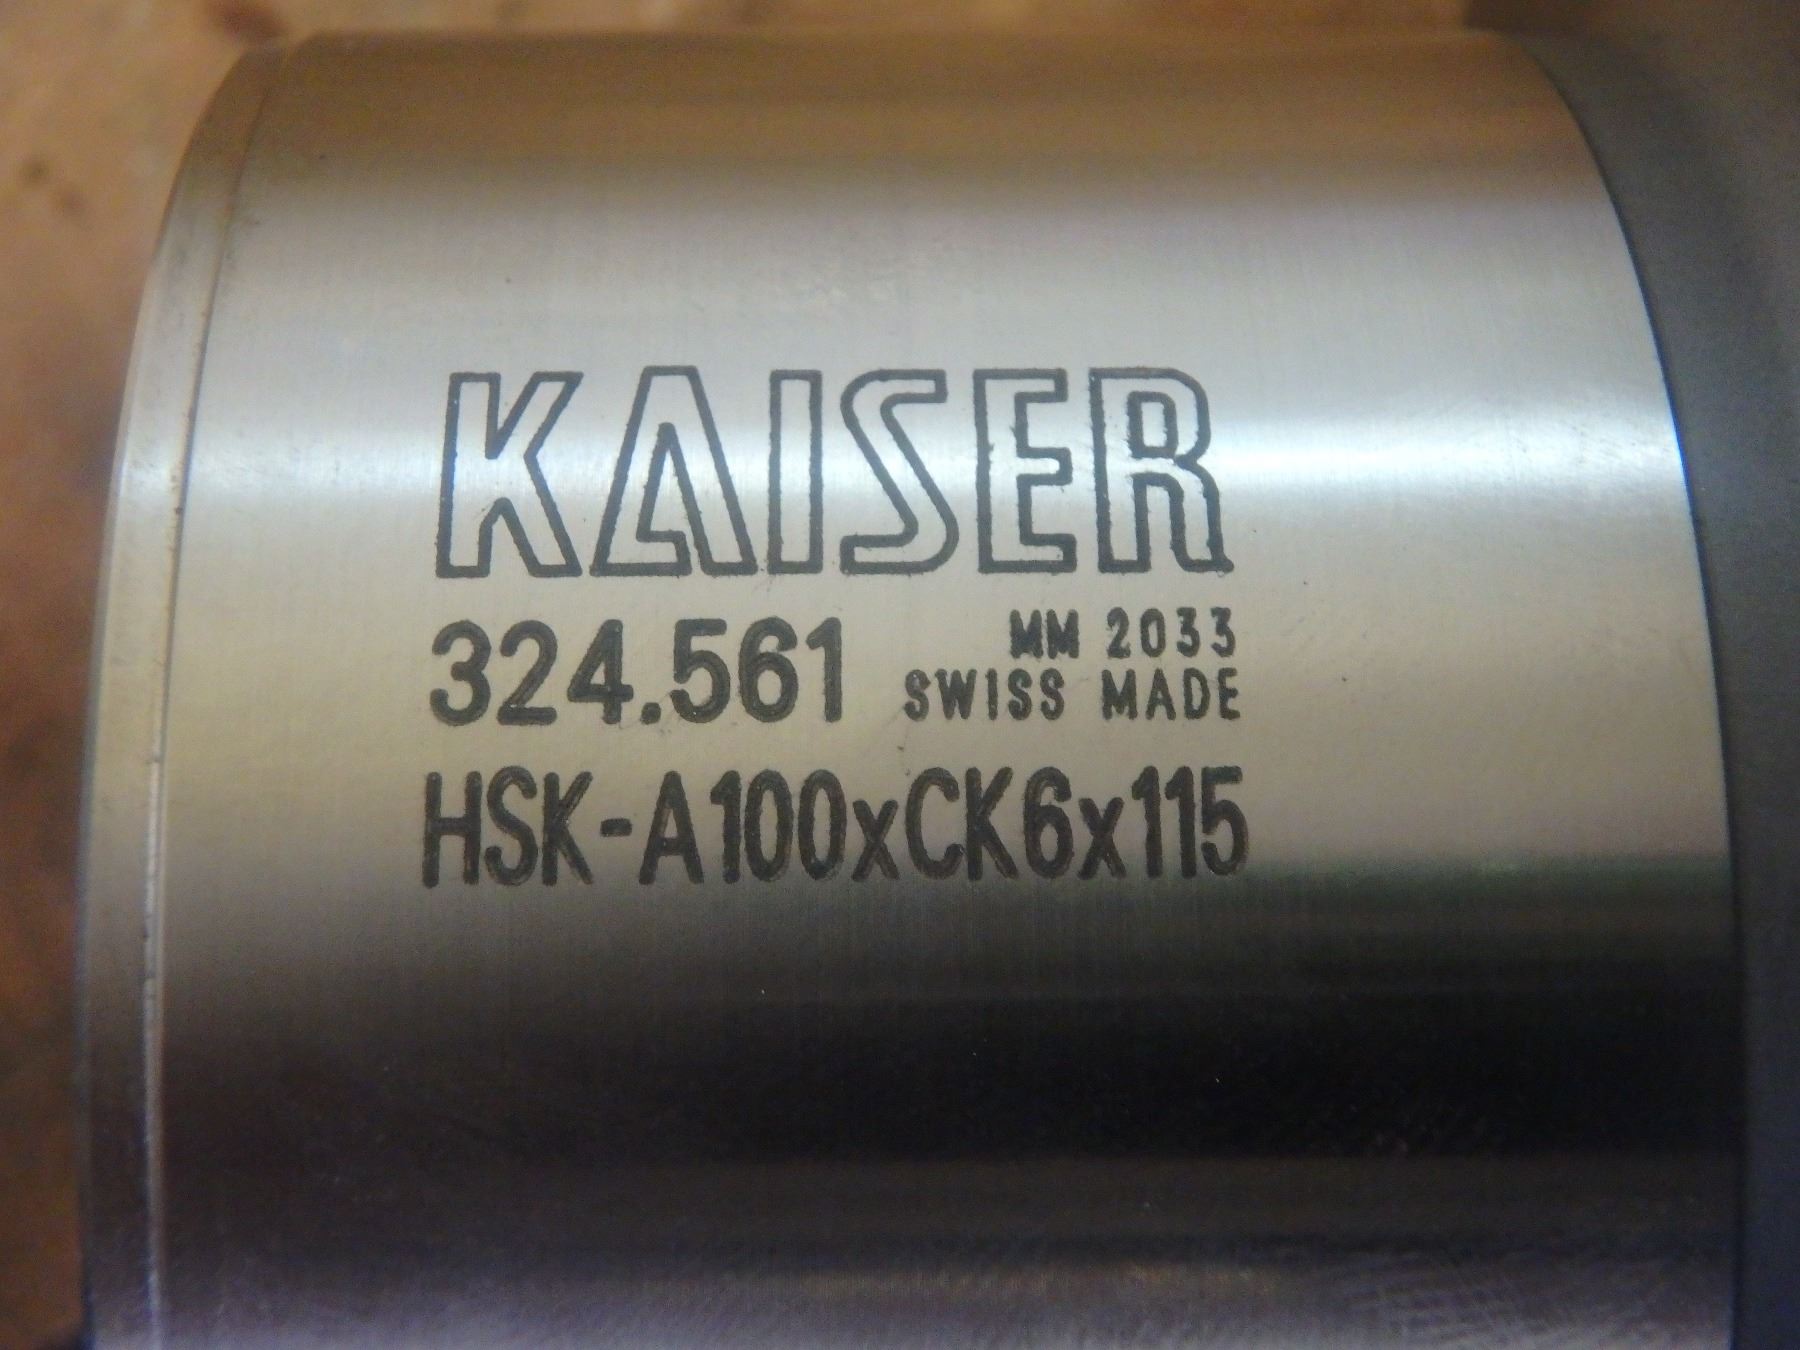 KAISER
324.561
MM 2033
SWISS MADE
HSK-A100xCK6x115